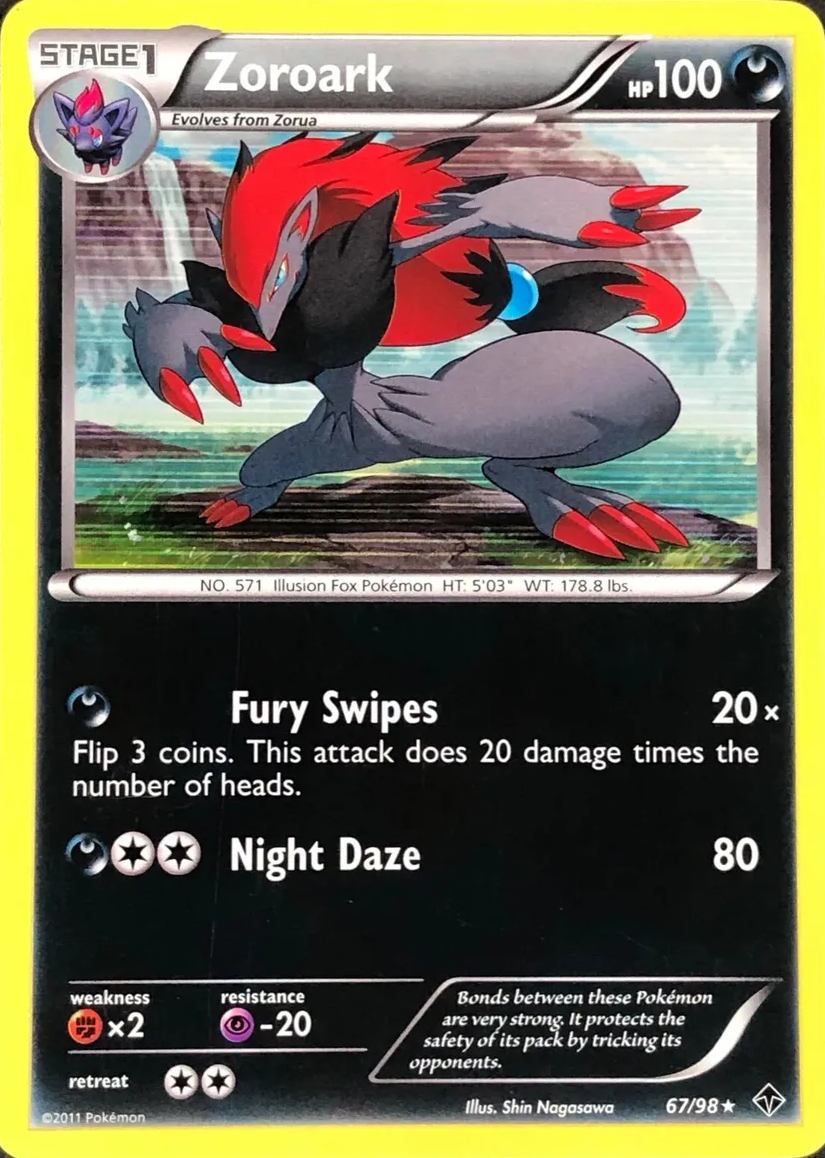 STAGE1
Zoroark
HP100
Evolves from Zorua
NO. 571 Illusion Fox Pokémon HT: 5'03" WT: 178.8 lbs.
Fury Swipes 20×
Flip 3 coins. This attack does 20 damage times the
number of heads.
Night Daze 80
weakness
×2
resistance
-20
retreat
Bonds between these Pokémon
are very strong. It protects the
safety of its pack by tricking its
opponents.
©2011 Pokémon
Illus. Shin Nagasawa
67/98★